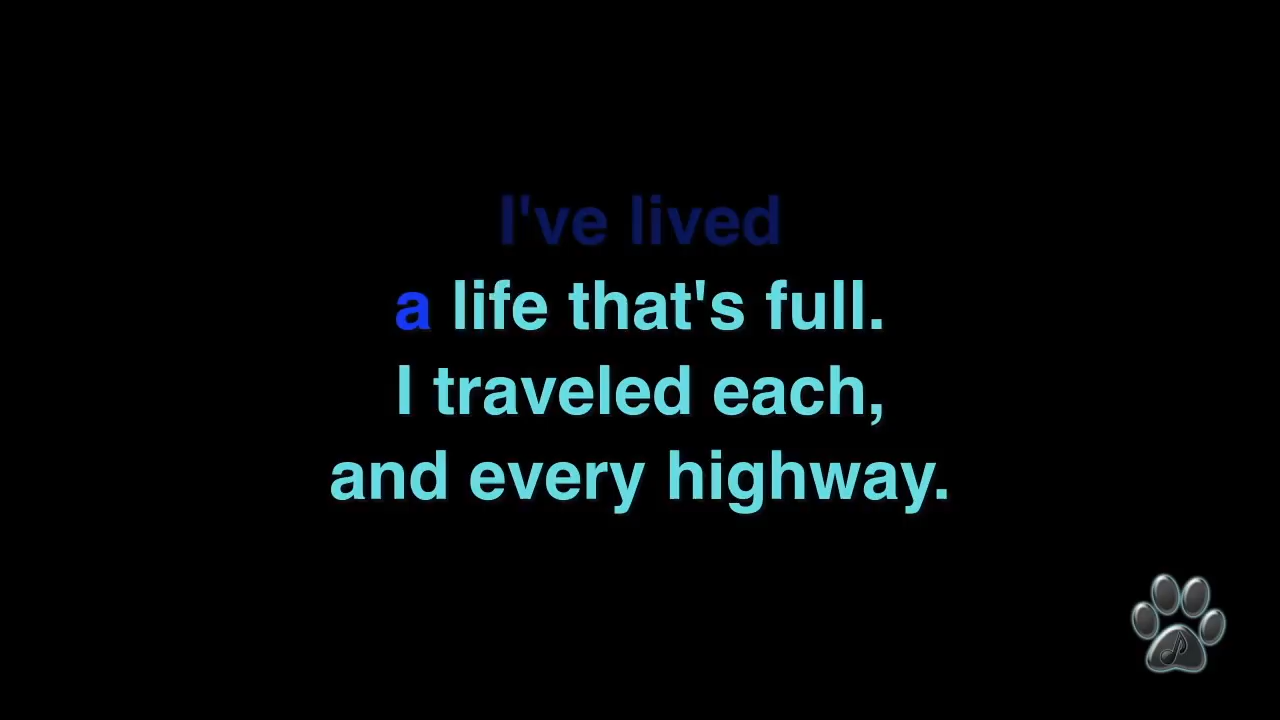 I've lived
a life that's full.
I traveled each,
and every highway.